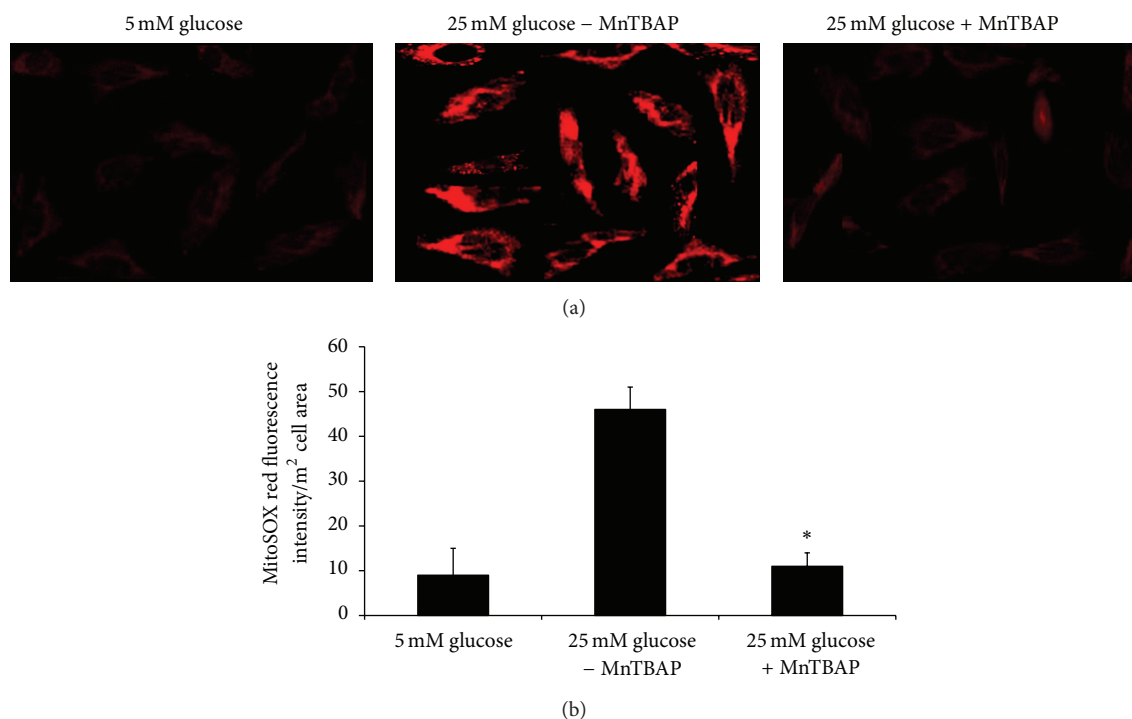 5 mM glucose
25 mM glucose − MnTBAP
25 mM glucose + MnTBAP
(a)
MitoSOX red fluorescence
intensity/m² cell area
60
50
40
30
20
10
0
*
5 mM glucose
25 mM glucose
− MnTBAP
25 mM glucose
+ MnTBAP
(b)